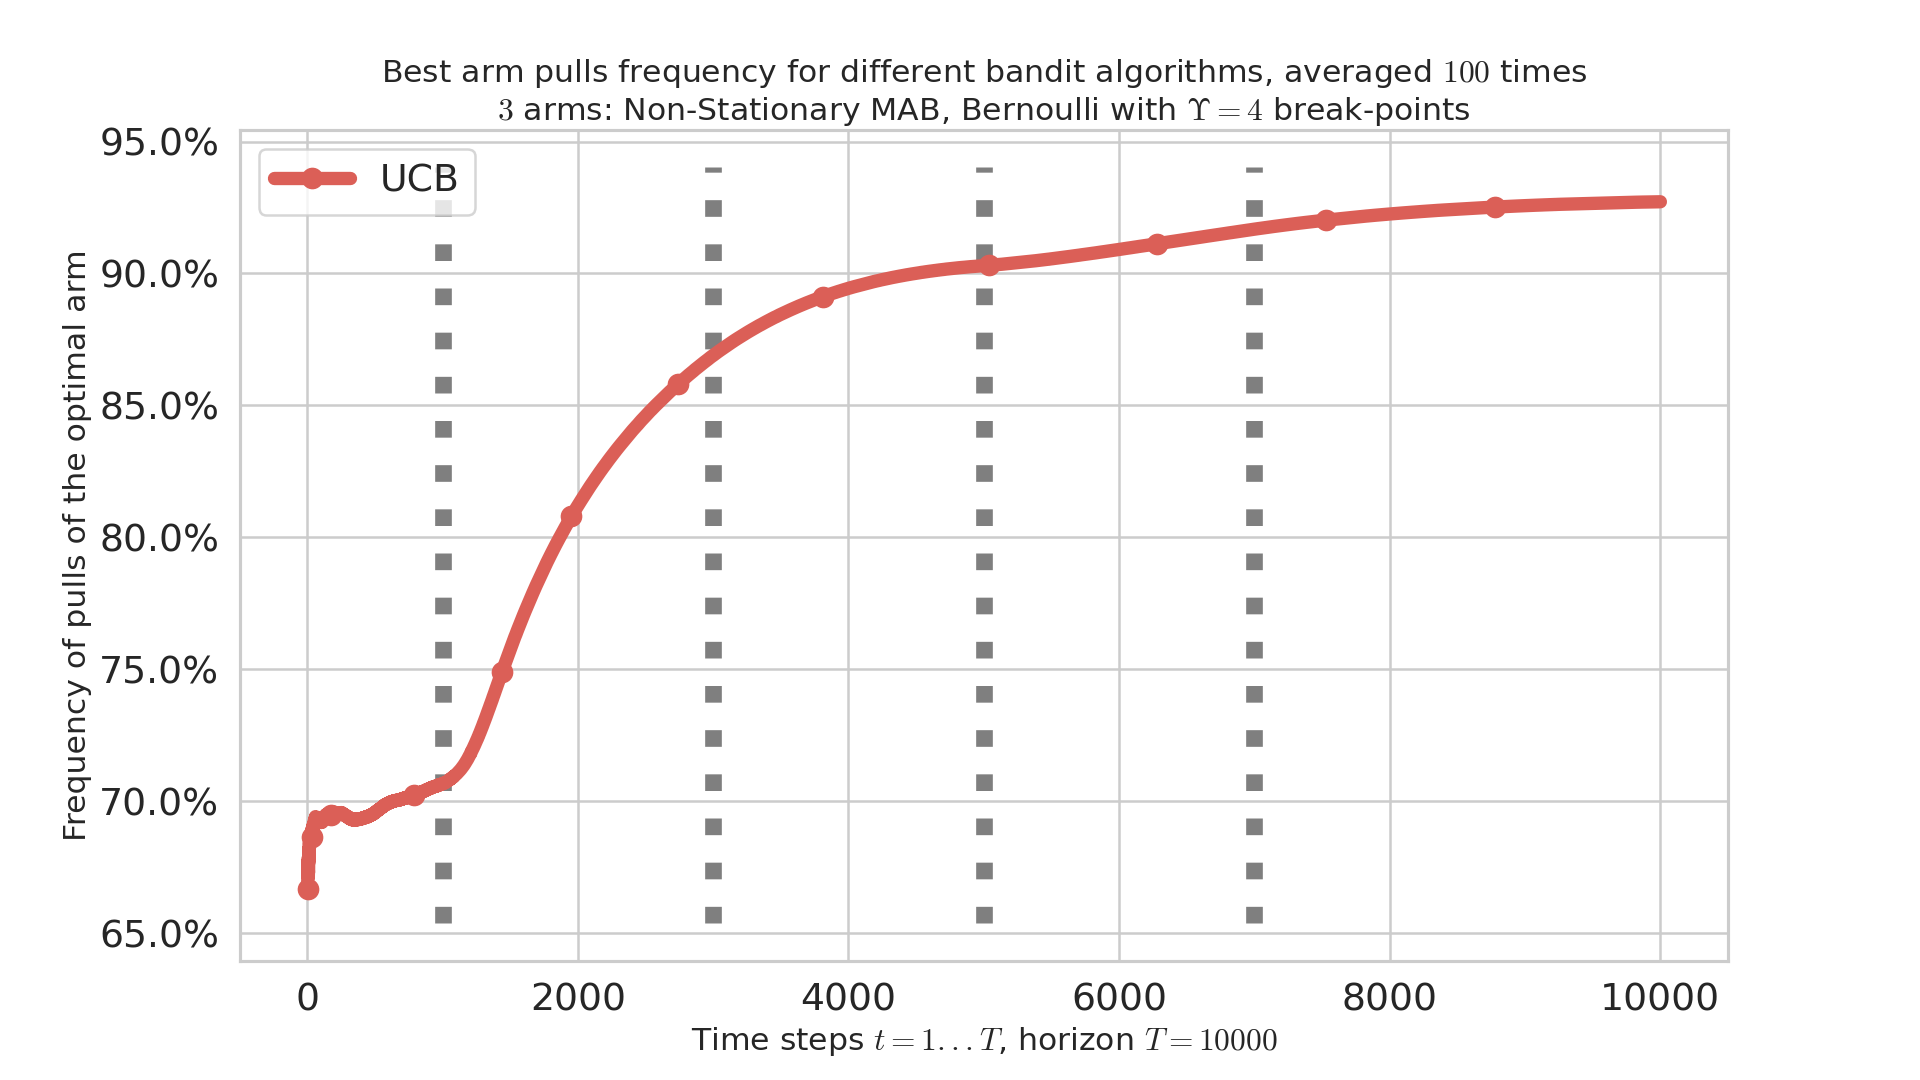 Best arm pulls frequency for different bandit algorithms, averaged 100 times
3 arms: Non-Stationary MAB, Bernoulli with ϒ = 4 break-points
UCB
Frequency of pulls of the optimal arm
95.0%
90.0%
85.0%
80.0%
75.0%
70.0%
65.0%
0 2000 4000 6000 8000 10000
Time steps t = 1...T, horizon T = 10000